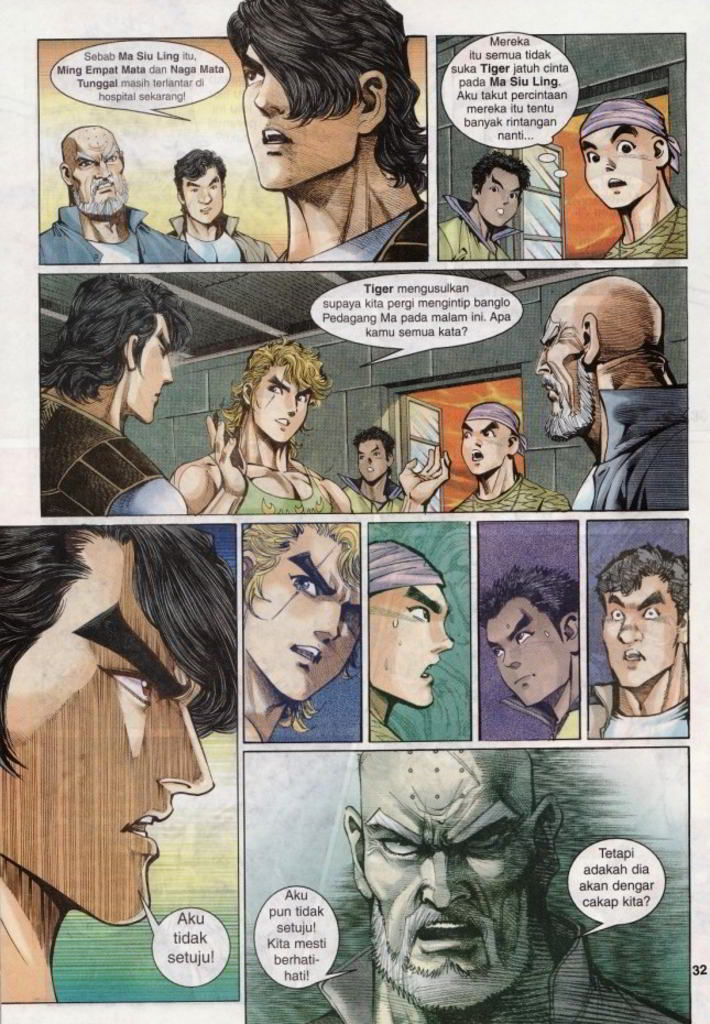 Sebab Ma Siu Ling itu,
Ming Empat Mata dan Naga Mata
Tunggal masih terlantar di
hospital sekarang!
Mereka
itu semua tidak
suka Tiger jatuh cinta
pada Ma Siu Ling.
Aku takut percintaan
mereka itu tentu
banyak rintangan
nanti...
Tiger mengusulkan
supaya kita pergi mengintip banglo
Pedagang Ma pada malam ini. Apa
kamu semua kata?
Aku
tidak
setuju!
Aku
pun tidak
setuju!
Kita mesti
berhati-
hati!
Tetapi
adakah dia
akan dengar
cakap kita?
32